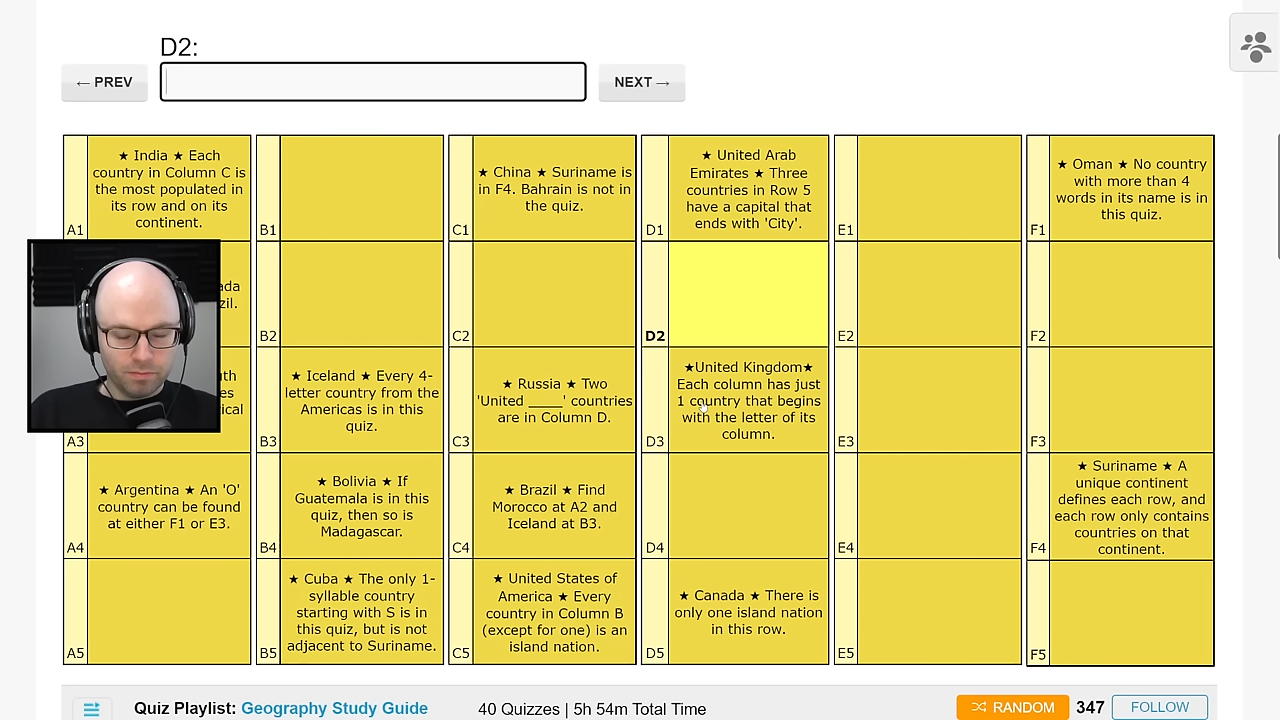 D2:
← PREV
NEXT →
★ India ★ Each
country in Column C is
the most populated in
its row and on its
continent.
A1
B1
★ China ★ Suriname is
in F4. Bahrain is not in
the quiz.
C1
★ United Arab
Emirates ★ Three
countries in Row 5
have a capital that
ends with 'City'.
D1
E1
★ Oman ★ No country
with more than 4
words in its name is in
this quiz.
F1
B2
C2
D2
E2
F2
A3
★ Iceland ★ Every 4-
letter country from the
Americas is in this
quiz.
B3
★ Russia ★ Two
'United ____' countries
are in Column D.
C3
★United Kingdom★
Each column has just
1 country that begins
with the letter of its
column.
D3
E3
F3
★ Argentina ★ An 'O'
country can be found
at either F1 or E3.
A4
★ Bolivia ★ If
Guatemala is in this
quiz, then so is
Madagascar.
B4
★ Brazil ★ Find
Morocco at A2 and
Iceland at B3.
C4
D4
E4
★ Suriname ★ A
unique continent
defines each row, and
each row only contains
countries on that
continent.
F4
A5
★ Cuba ★ The only 1-
syllable country
starting with S is in
this quiz, but is not
adjacent to Suriname.
B5
★ United States of
America ★ Every
country in Column B
(except for one) is an
island nation.
C5
★ Canada ★ There is
only one island nation
in this row.
D5
E5
F5
Quiz Playlist: Geography Study Guide
40 Quizzes | 5h 54m Total Time
RANDOM
347
FOLLOW